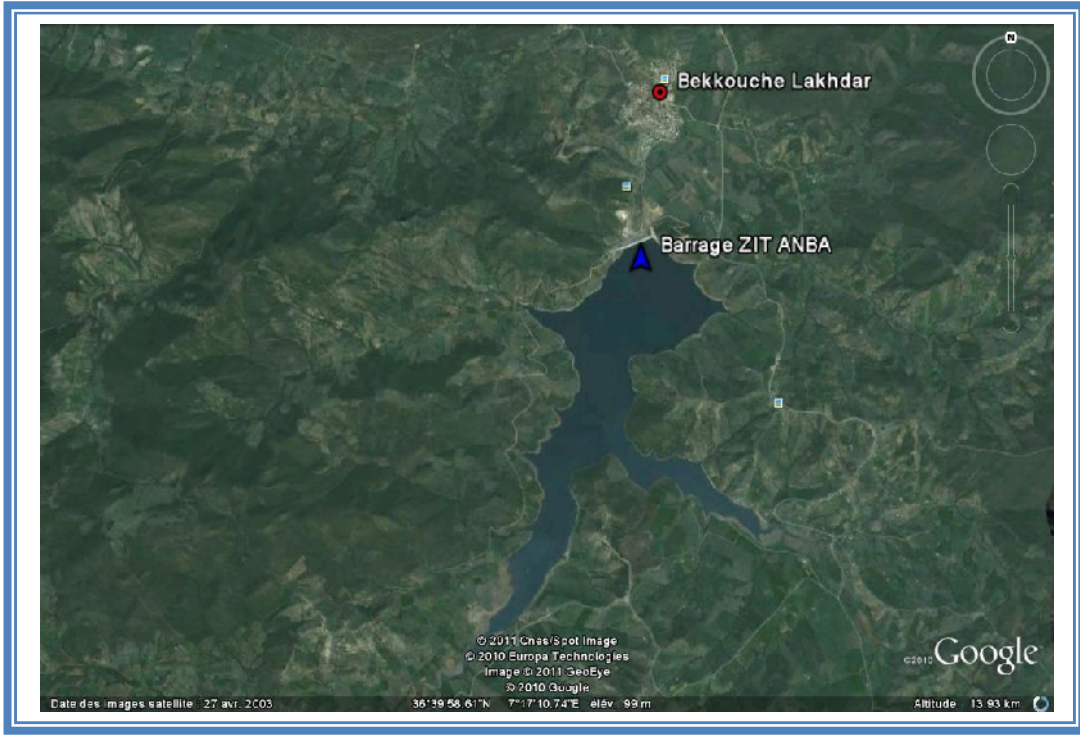 N
Bekkouche Lakhdar
Barrage ZIT ANBA
© 2011 Cnes/Spot Image
© 2010 Europa Technologies
Image © 2011 GeoEye
© 2010 Google
©2010 Google
Date des images satellite : 27 avr. 2003 36°39'58.61"N 7°17'10.74"E élév. 99 m Altitude 13.93 km